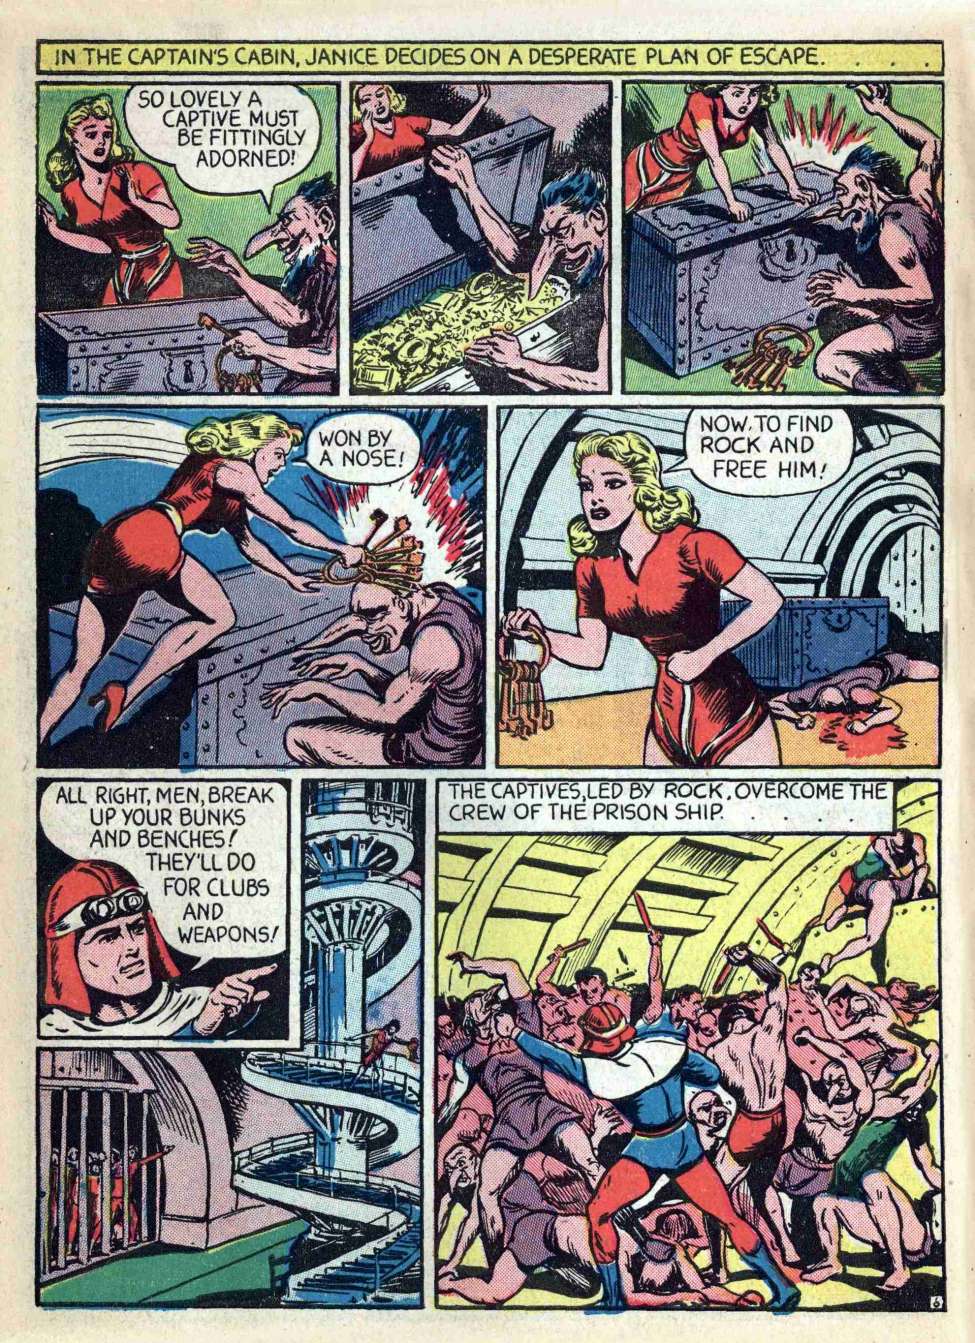 IN THE CAPTAIN'S CABIN, JANICE DECIDES ON A DESPERATE PLAN OF ESCAPE. . . . .
SO LOVELY A
CAPTIVE MUST
BE FITTINGLY
ADORNED!
WON BY
A NOSE!
NOW, TO FIND
ROCK AND
FREE HIM!
ALL RIGHT, MEN, BREAK
UP YOUR BUNKS
AND BENCHES!
THEY'LL DO
FOR CLUBS
AND
WEAPONS!
THE CAPTIVES, LED BY ROCK, OVERCOME THE
CREW OF THE PRISON SHIP. . . . .
6